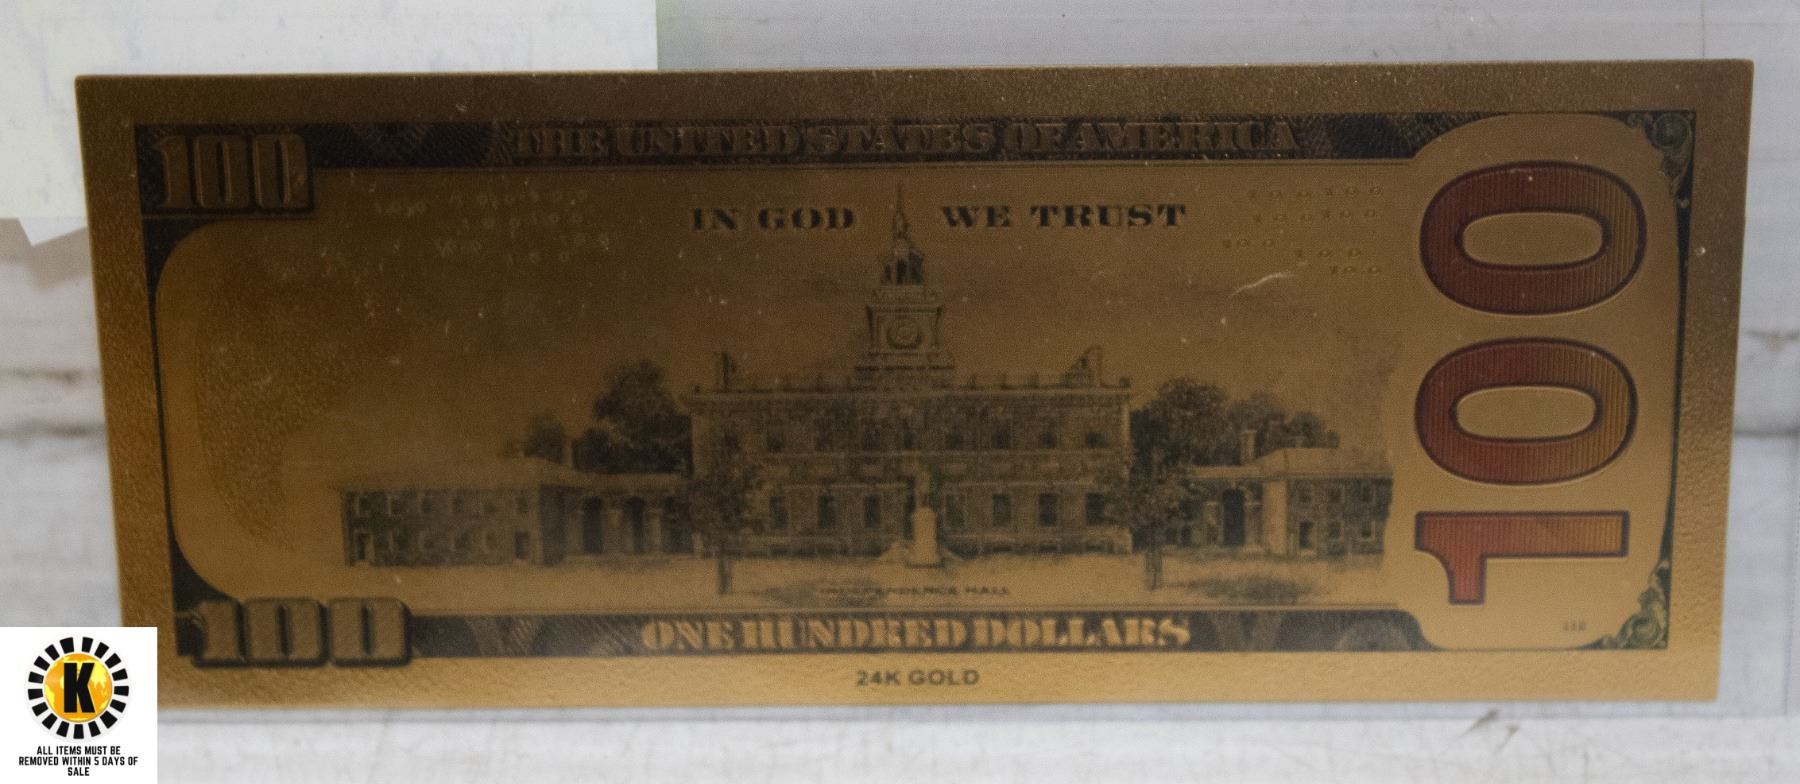 100
THE UNITED STATES OF AMERICA
IN GOD WE TRUST
100
INDEPENDENCE HALL
100
ONE HUNDRED DOLLARS
24K GOLD
K
ALL ITEMS MUST BE
REMOVED WITHIN 5 DAYS OF
SALE